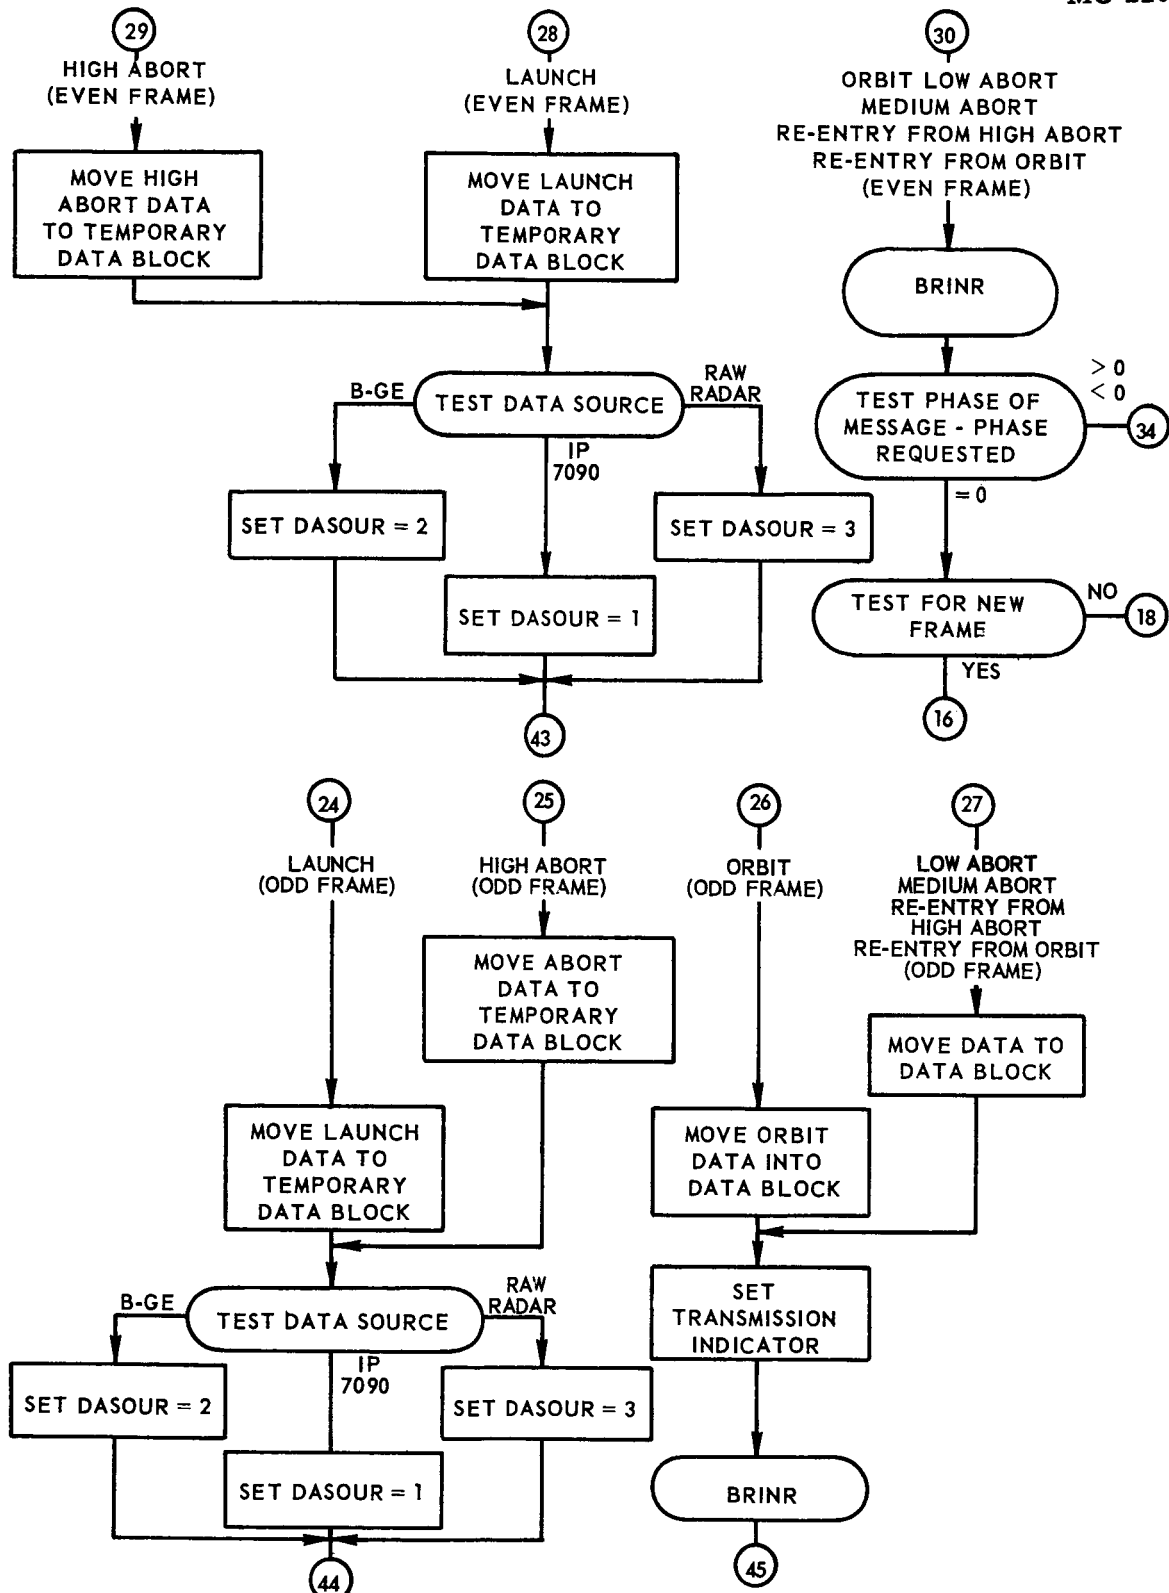 29
HIGH ABORT
(EVEN FRAME)
MOVE HIGH
ABORT DATA
TO TEMPORARY
DATA BLOCK
28
LAUNCH
(EVEN FRAME)
MOVE LAUNCH
DATA TO
TEMPORARY
DATA BLOCK
B-GE
TEST DATA SOURCE
RAW
RADAR
IP
7090
SET DASOUR = 2
SET DASOUR = 3
SET DASOUR = 1
43
30
ORBIT LOW ABORT
MEDIUM ABORT
RE-ENTRY FROM HIGH ABORT
RE-ENTRY FROM ORBIT
(EVEN FRAME)
BRINR
> 0
< 0
TEST PHASE OF
MESSAGE - PHASE
REQUESTED
34
= 0
TEST FOR NEW
FRAME
NO
18
YES
16
24
LAUNCH
(ODD FRAME)
MOVE LAUNCH
DATA TO
TEMPORARY
DATA BLOCK
25
HIGH ABORT
(ODD FRAME)
MOVE ABORT
DATA TO
TEMPORARY
DATA BLOCK
B-GE
TEST DATA SOURCE
RAW
RADAR
IP
7090
SET DASOUR = 2
SET DASOUR = 3
SET DASOUR = 1
44
26
ORBIT
(ODD FRAME)
MOVE ORBIT
DATA INTO
DATA BLOCK
27
LOW ABORT
MEDIUM ABORT
RE-ENTRY FROM
HIGH ABORT
RE-ENTRY FROM ORBIT
(ODD FRAME)
MOVE DATA TO
DATA BLOCK
SET
TRANSMISSION
INDICATOR
BRINR
45